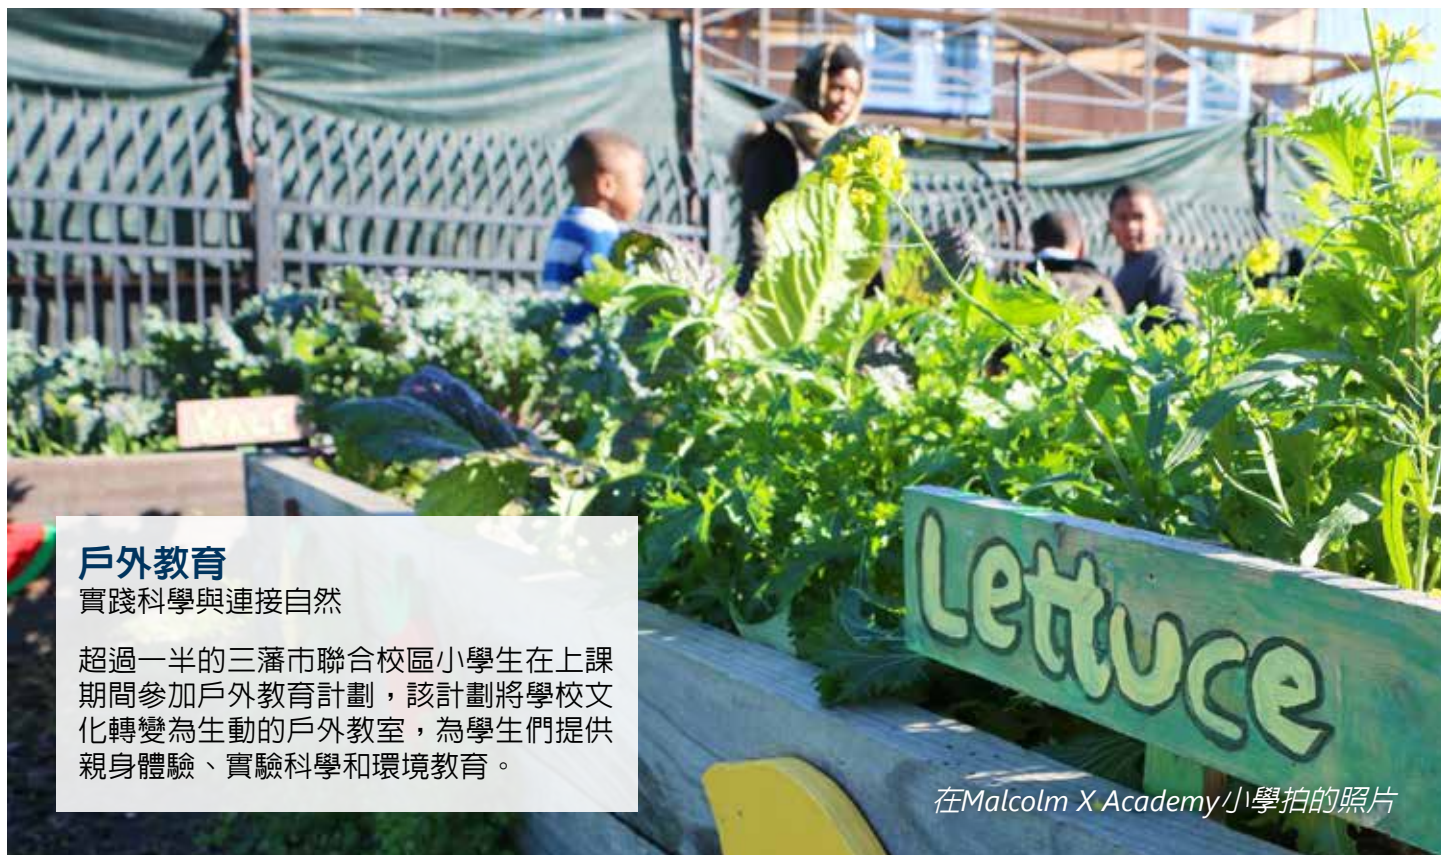 戶外教育
實踐科學與連接自然
超過一半的三藩市聯合校區小學生在上課
期間參加戶外教育計劃，該計劃將學校文
化轉變為生動的戶外教室，為學生們提供
親身體驗、實驗科學和環境教育。
Lettuce
在Malcolm X Academy小學拍的照片